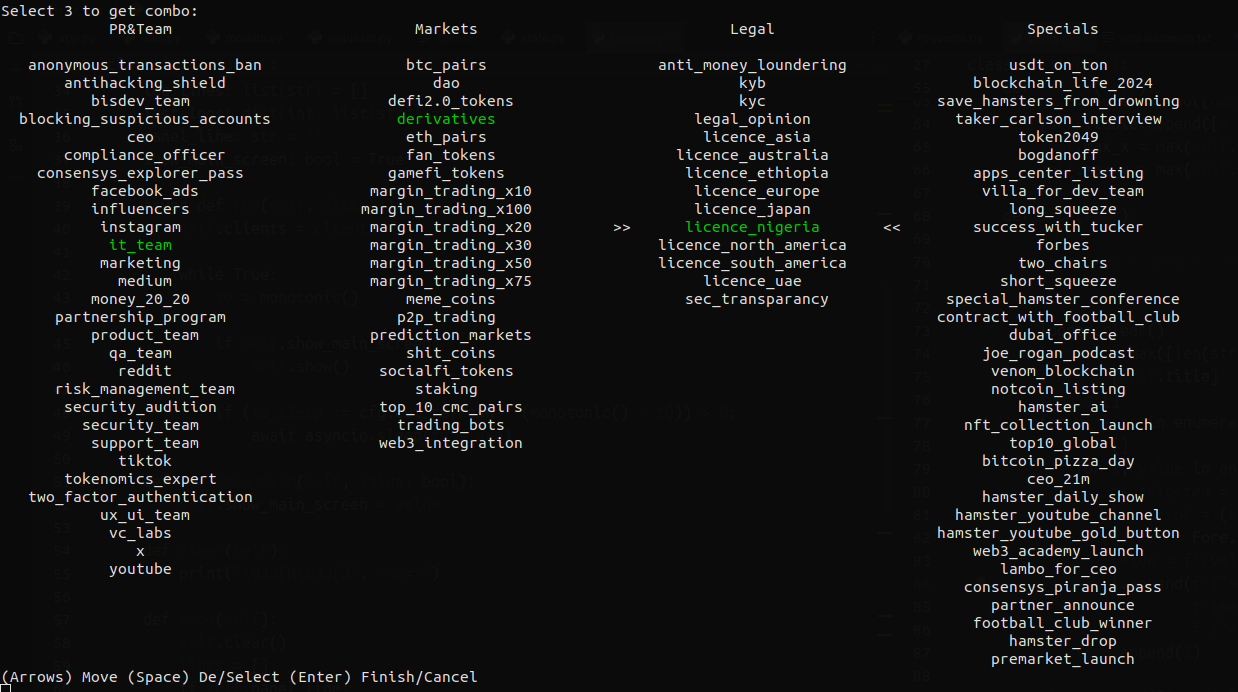 Select 3 to get combo:
PR&Team Markets Legal Specials
anonymous_transactions_ban btc_pairs anti_money_loundering usdt_on_ton
antihacking_shield dao kyb blockchain_life_2024
bisdev_team defi2.0_tokens kyc save_hamsters_from_drowning
blocking_suspicious_accounts derivatives legal_opinion taker_carlson_interview
ceo eth_pairs licence_asia token2049
compliance_officer fan_tokens licence_australia bogdanoff
consensys_explorer_pass gamefi_tokens licence_ethiopia apps_center_listing
facebook_ads margin_trading_x10 licence_europe villa_for_dev_team
influencers margin_trading_x100 licence_japan long_squeeze
instagram margin_trading_x20 >> licence_nigeria << success_with_tucker
it_team margin_trading_x30 licence_north_america forbes
marketing margin_trading_x50 licence_south_america two_chairs
medium margin_trading_x75 licence_uae short_squeeze
money_20_20 meme_coins sec_transparancy special_hamster_conference
partnership_program p2p_trading contract_with_football_club
product_team prediction_markets dubai_office
qa_team shit_coins joe_rogan_podcast
reddit socialfi_tokens venom_blockchain
risk_management_team staking notcoin_listing
security_audition top_10_cmc_pairs hamster_ai
security_team trading_bots nft_collection_launch
support_team web3_integration top10_global
tiktok bitcoin_pizza_day
tokenomics_expert ceo_21m
two_factor_authentication hamster_daily_show
ux_ui_team hamster_youtube_channel
vc_labs hamster_youtube_gold_button
x web3_academy_launch
youtube lambo_for_ceo
consensys_piranja_pass
partner_announce
football_club_winner
hamster_drop
premarket_launch
(Arrows) Move (Space) De/Select (Enter) Finish/Cancel